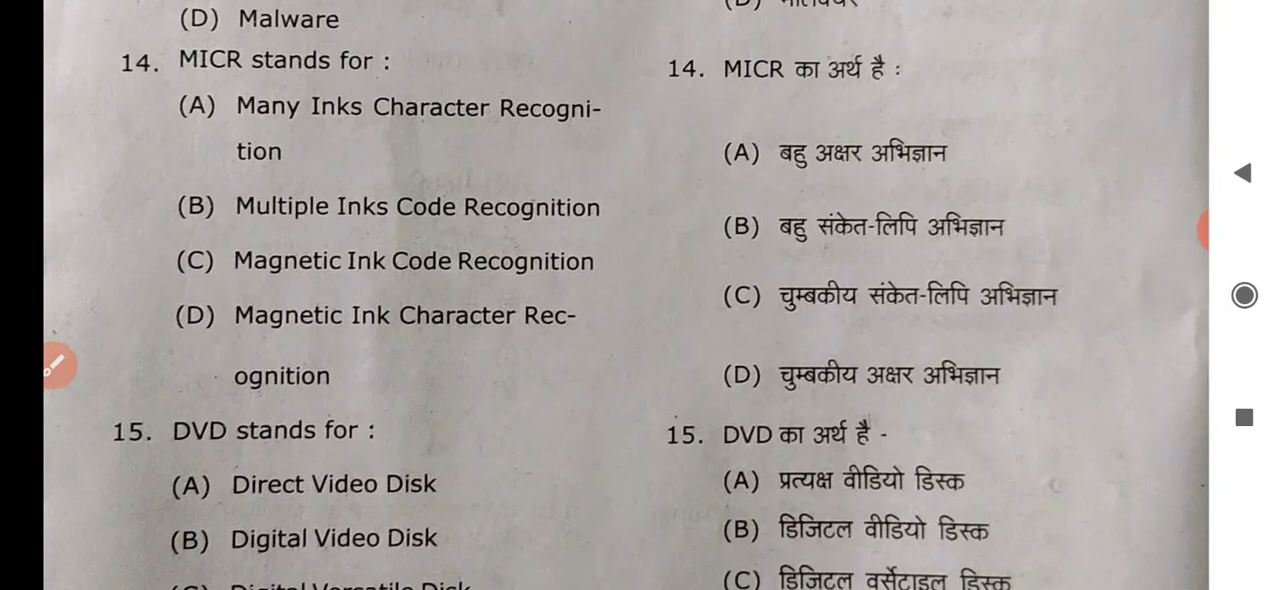 (D) Malware
14. MICR stands for :
(A) Many Inks Character Recogni-
tion
(B) Multiple Inks Code Recognition
(C) Magnetic Ink Code Recognition
(D) Magnetic Ink Character Rec-
ognition
15. DVD stands for :
(A) Direct Video Disk
(B) Digital Video Disk
(C) Digital Versatile Disk
14. MICR का अर्थ है :
(A) बहु अक्षर अभिज्ञान
(B) बहु संकेत-लिपि अभिज्ञान
(C) चुम्बकीय संकेत-लिपि अभिज्ञान
(D) चुम्बकीय अक्षर अभिज्ञान
15. DVD का अर्थ है -
(A) प्रत्यक्ष वीडियो डिस्क
(B) डिजिटल वीडियो डिस्क
(C) डिजिटल वर्सेटाइल डिस्क